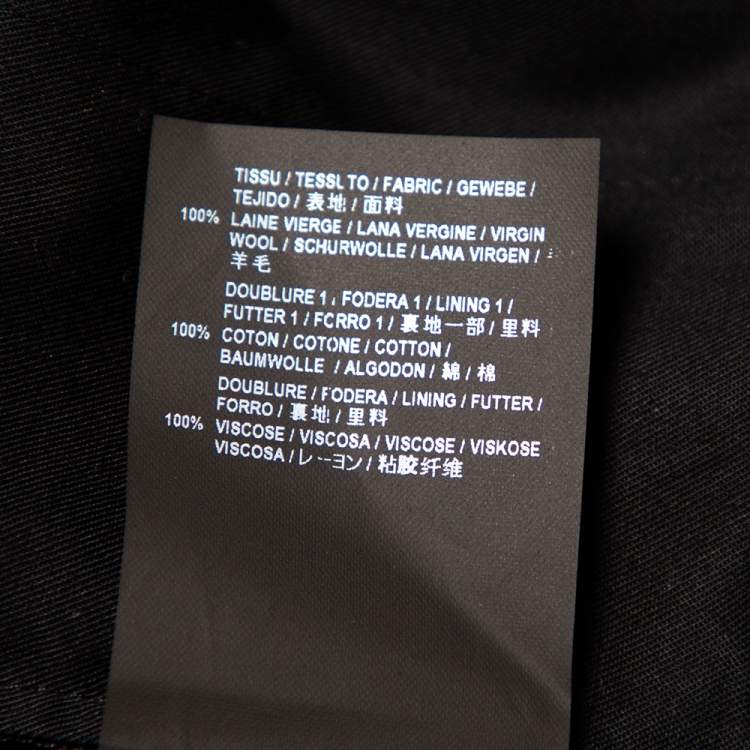 TISSU / TESSL TO / FABRIC / GEWEBE /
TEJIDO / 表地 / 面料
100% LAINE VIERGE / LANA VERGINE / VIRGIN
WOOL / SCHURWOLLE / LANA VIRGEN /
羊毛
DOUBLURE 1 / FODERA 1 / LINING 1 /
FUTTER 1 / FORRO 1 / 裏地一部 / 里料
100% COTON / COTONE / COTTON /
BAUMWOLLE / ALGODON / 綿 / 棉
DOUBLURE / FODERA / LINING / FUTTER /
FORRO / 裏地 / 里料
100% VISCOSE / VISCOSA / VISCOSE / VISKOSE
VISCOSA / レーヨン / 粘胶纤维